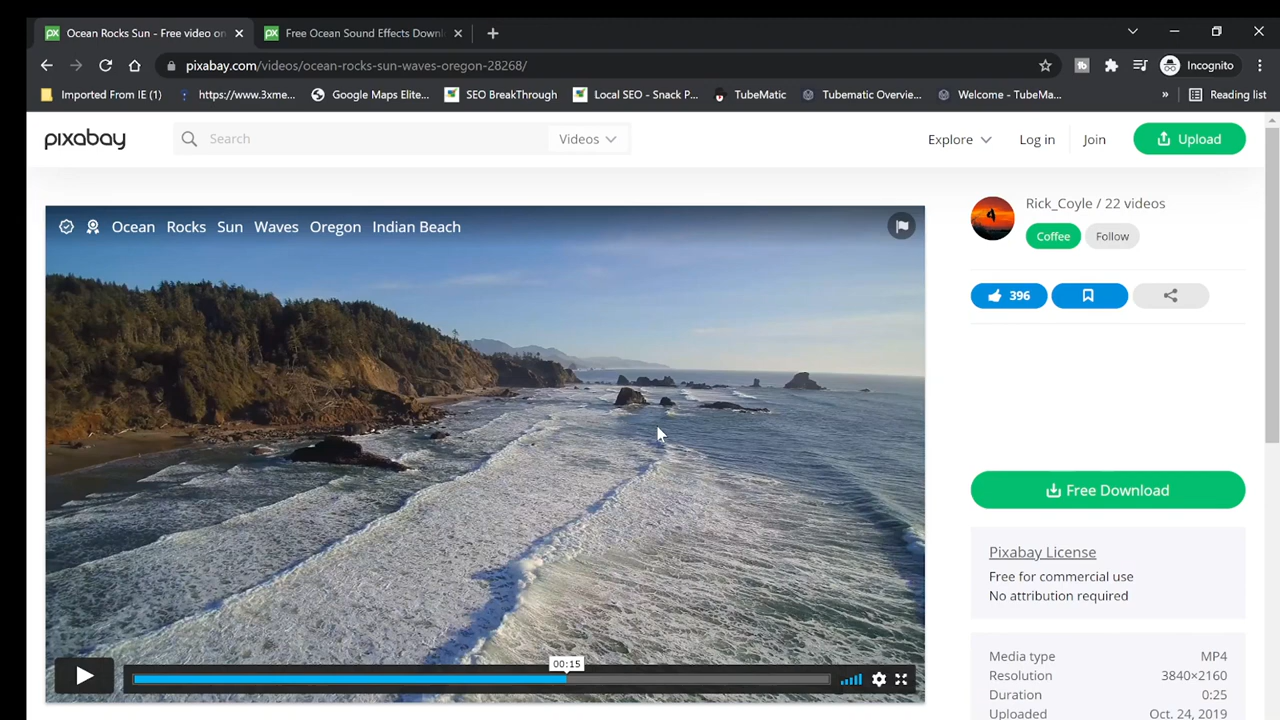 Ocean Rocks Sun - Free video on
Free Ocean Sound Effects Downl
pixabay.com/videos/ocean-rocks-sun-waves-oregon-28268/
Incognito
Imported From IE (1)
https://www.3xme...
Google Maps Elite...
SEO BreakThrough
Local SEO - Snack P...
TubeMatic
Tubematic Overvie...
Welcome - TubeMa...
»
Reading list
pixabay
Search
Videos
Explore
Log in
Join
Upload
Ocean Rocks Sun Waves Oregon Indian Beach
Rick_Coyle / 22 videos
Coffee
Follow
396
Free Download
Pixabay License
Free for commercial use
No attribution required
00:15
Media type MP4
Resolution 3840×2160
Duration 0:25
Uploaded Oct. 24, 2019